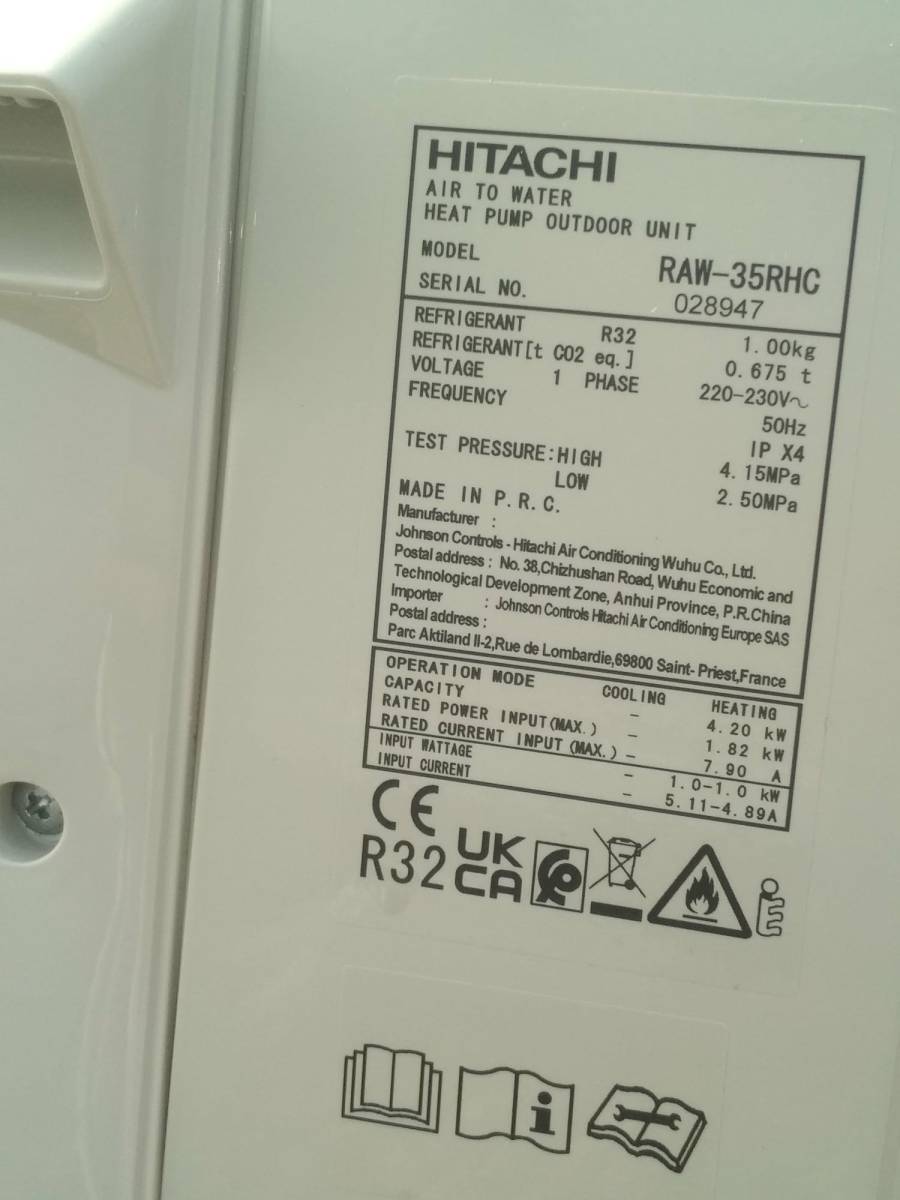 HITACHI
AIR TO WATER
HEAT PUMP OUTDOOR UNIT
MODEL RAW-35RHC
SERIAL NO. 028947
REFRIGERANT R32 1.00kg
REFRIGERANT[t CO2 eq.] 0.675 t
VOLTAGE 1 PHASE 220-230V~
FREQUENCY 50Hz
IP X4
TEST PRESSURE:HIGH 4.15MPa
LOW 2.50MPa
MADE IN P.R.C.
Manufacturer :
Johnson Controls - Hitachi Air Conditioning Wuhu Co., Ltd.
Postal address : No. 38,Chizhushan Road, Wuhu Economic and
Technological Development Zone, Anhui Province, P.R.China
Importer : Johnson Controls Hitachi Air Conditioning Europe SAS
Postal address :
Parc Aktiland II-2,Rue de Lombardie,69800 Saint- Priest,France
OPERATION MODE COOLING HEATING
CAPACITY - 4.20 kW
RATED POWER INPUT(MAX.) - 1.82 kW
RATED CURRENT INPUT (MAX.) - 7.90 A
INPUT WATTAGE - 1.0-1.0 kW
INPUT CURRENT - 5.11-4.89A
CE
R32 UK
CA